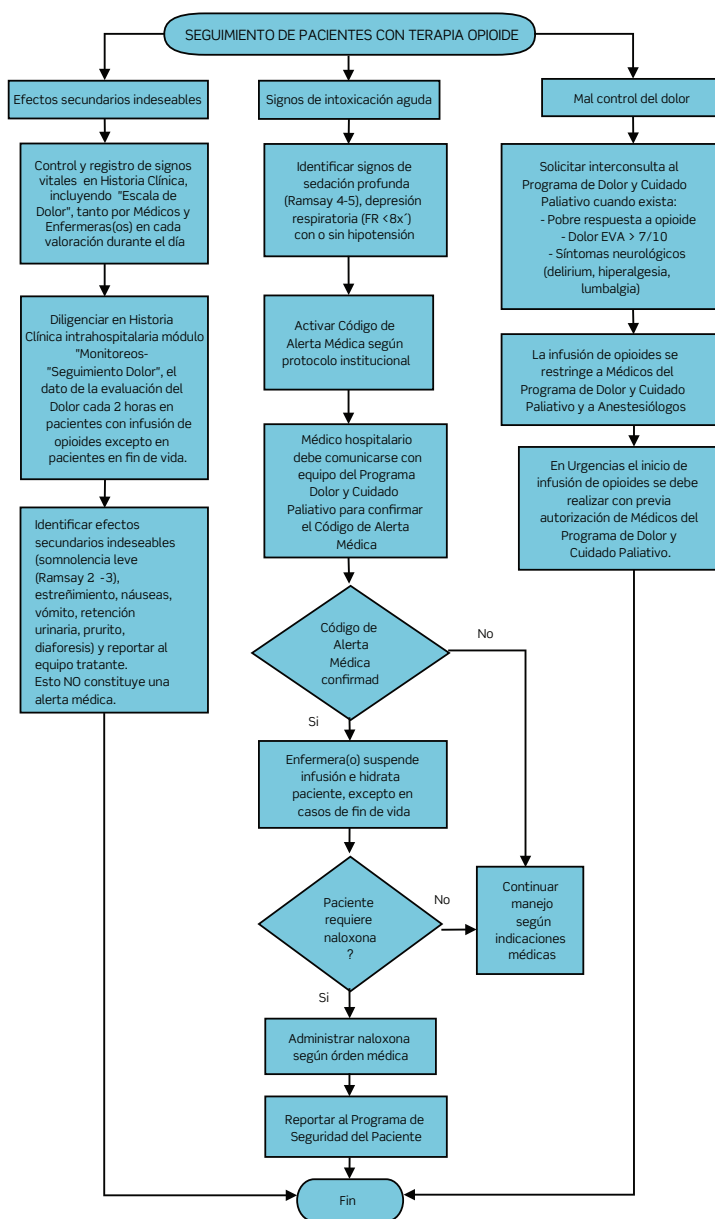 SEGUIMIENTO DE PACIENTES CON TERAPIA OPIOIDE
Efectos secundarios indeseables
Control y registro de signos
vitales en Historia Clínica,
incluyendo "Escala de
Dolor", tanto por Médicos y
Enfermeras(os) en cada
valoración durante el día
Diligenciar en Historia
Clínica intrahospitalaria módulo
"Monitoreos-
"Seguimiento Dolor", el
dato de la evaluación del
Dolor cada 2 horas en
pacientes con infusión de
opioides excepto en
pacientes en fin de vida.
Identificar efectos
secundarios indeseables
(somnolencia leve
(Ramsay 2 -3),
estreñimiento, náuseas,
vómito, retención
urinaria, prurito,
diaforesis) y reportar al
equipo tratante.
Esto NO constituye una
alerta médica.
Signos de intoxicación aguda
Identificar signos de
sedación profunda
(Ramsay 4-5), depresión
respiratoria (FR <8x´)
con o sin hipotensión
Activar Código de
Alerta Médica según
protocolo institucional
Médico hospitalario
debe comunicarse con
equipo del Programa
Dolor y Cuidado
Paliativo para confirmar
el Código de Alerta
Médica
Código de
Alerta
Médica
confirmad
No
Si
Enfermera(o) suspende
infusión e hidrata
paciente, excepto en
casos de fin de vida
Paciente
requiere
naloxona
?
No
Si
Continuar
manejo
según
indicaciones
médicas
Administrar naloxona
según órden médica
Reportar al Programa de
Seguridad del Paciente
Mal control del dolor
Solicitar interconsulta al
Programa de Dolor y Cuidado
Paliativo cuando exista:
- Pobre respuesta a opioide
- Dolor EVA > 7/10
- Síntomas neurológicos
(delirium, hiperalgesia,
lumbalgia)
La infusión de opioides se
restringe a Médicos del
Programa de Dolor y Cuidado
Paliativo y a Anestesiólogos
En Urgencias el inicio de
infusión de opioides se debe
realizar con previa
autorización de Médicos del
Programa de Dolor y
Cuidado Paliativo.
Fin